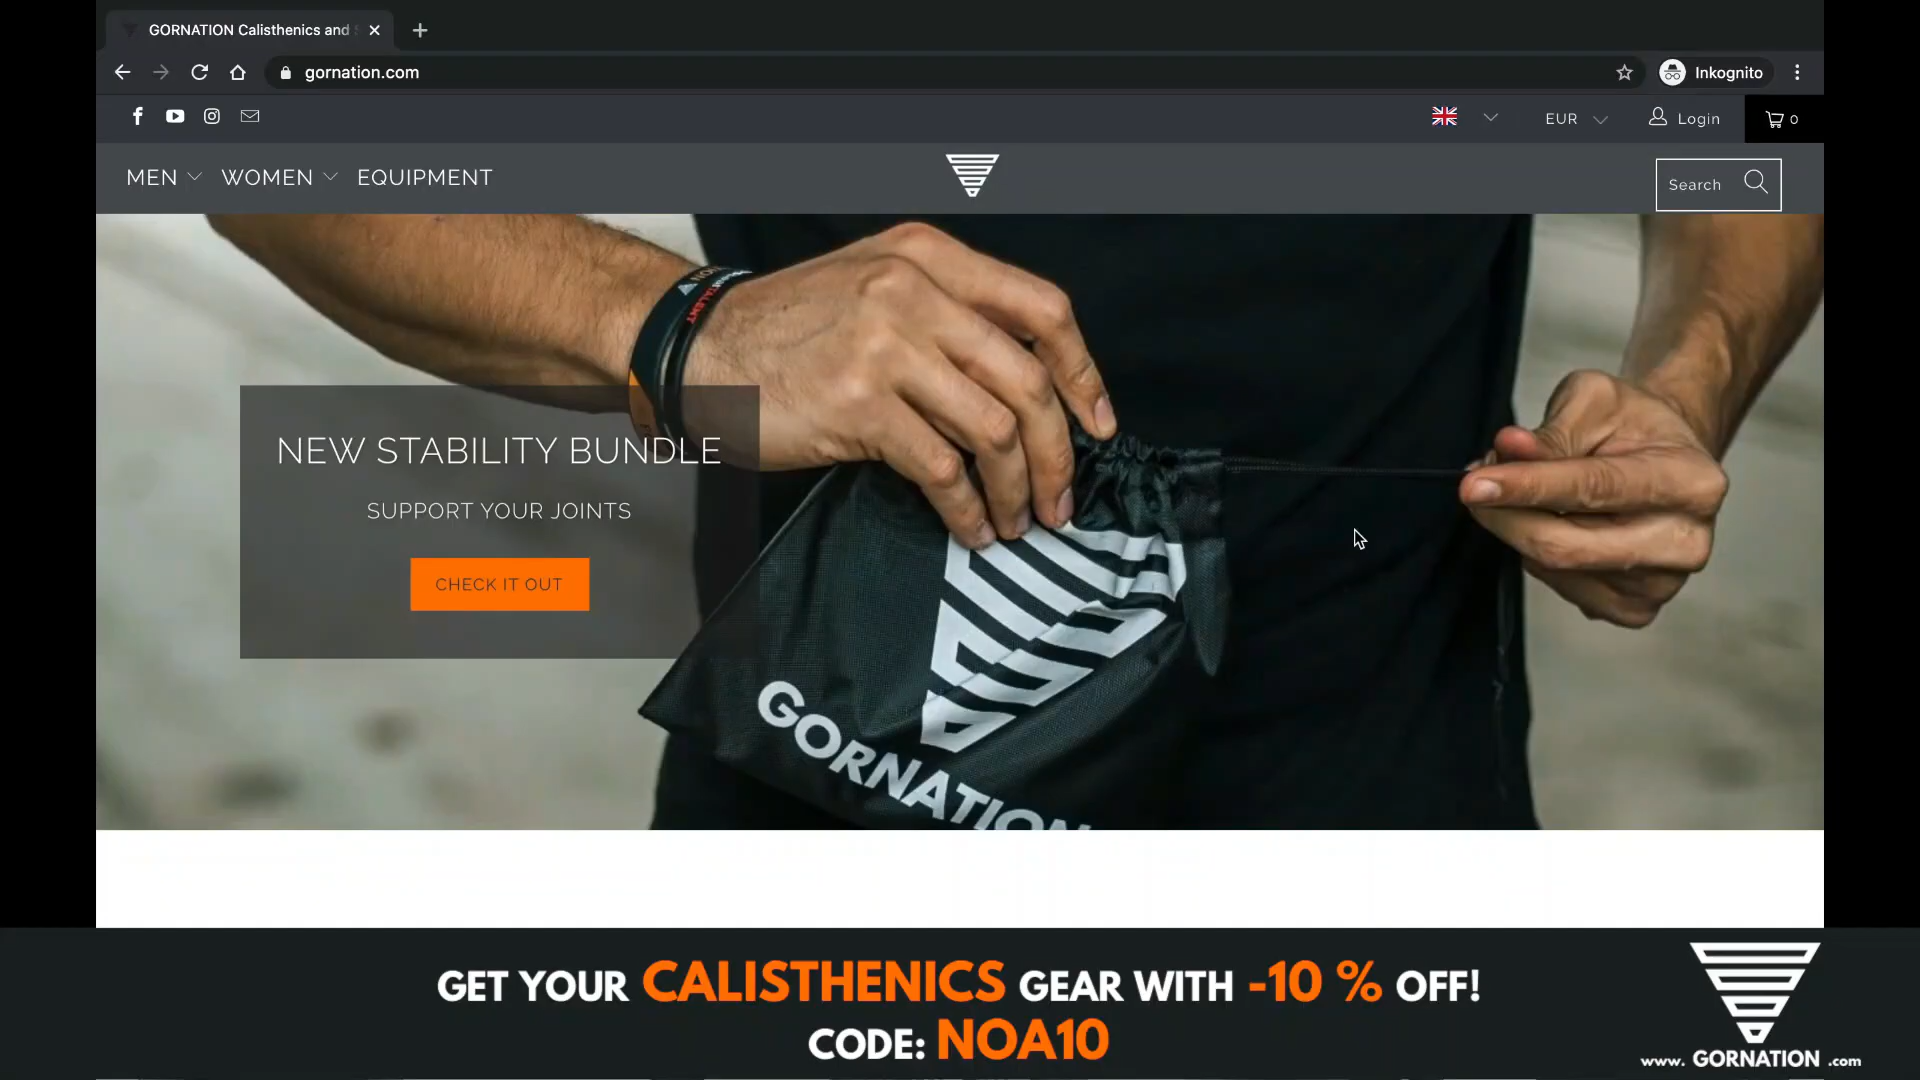 GORNATION Calisthenics and
gornation.com
Inkognito
EUR
Login
0
MEN
WOMEN
EQUIPMENT
Search
NEW STABILITY BUNDLE
SUPPORT YOUR JOINTS
CHECK IT OUT
GORNATION
GET YOUR CALISTHENICS GEAR WITH -10 % OFF!
CODE: NOA10
www. GORNATION .com